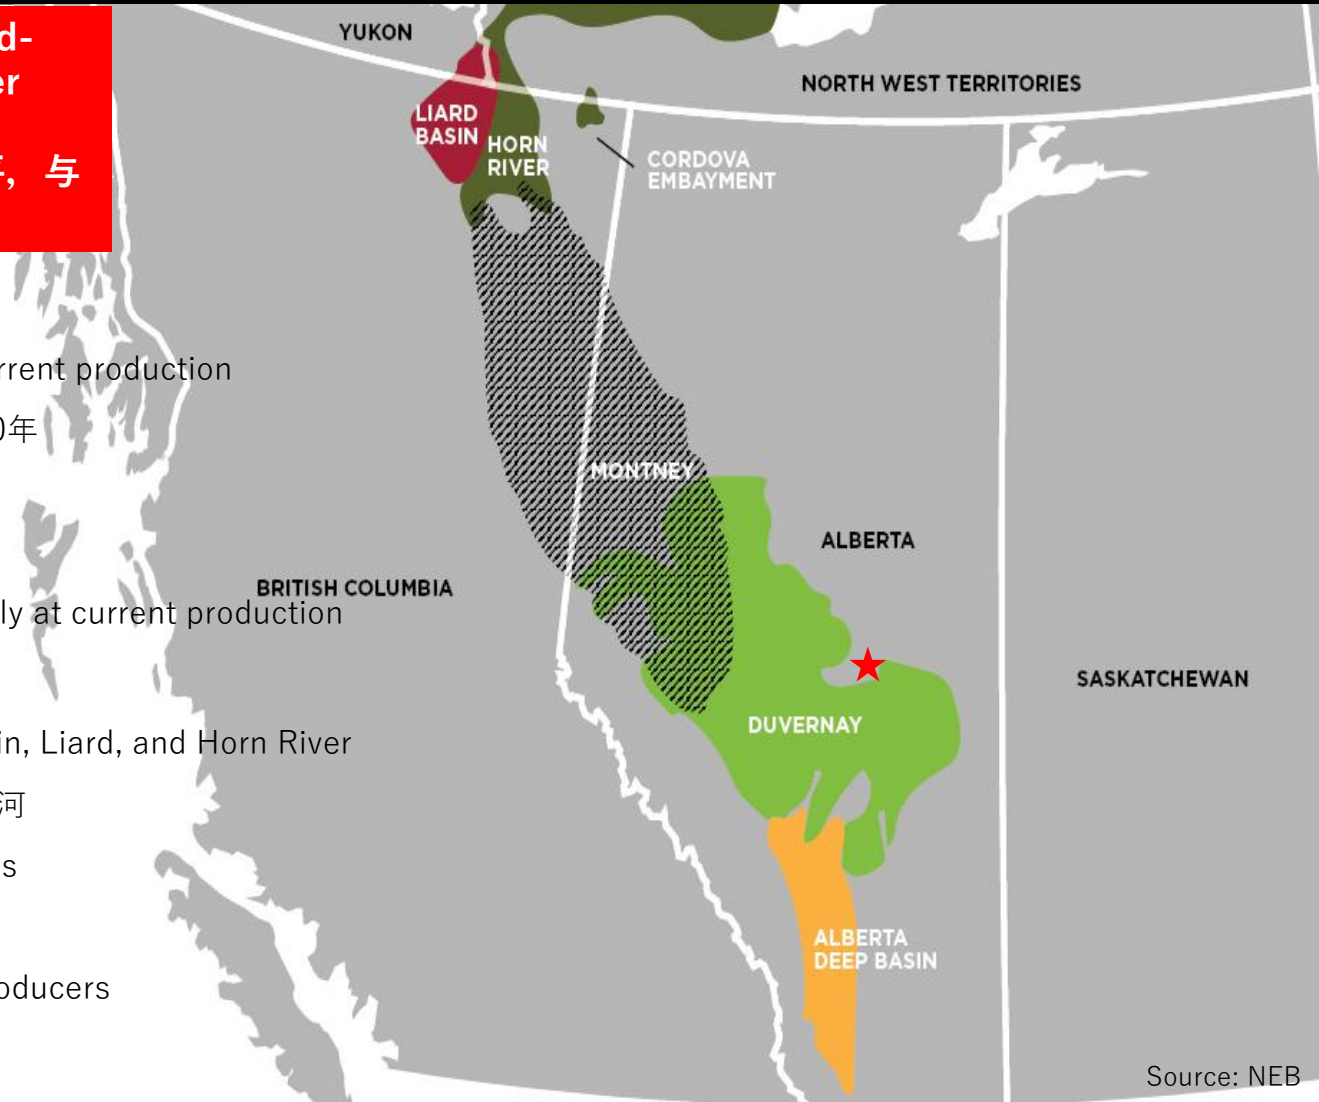 d-
er
，与
YUKON
NORTH WEST TERRITORIES
LIARD
BASIN
HORN
RIVER
CORDOVA
EMBAYMENT
rrent production
0年
MONTNEY
ALBERTA
BRITISH COLUMBIA
ly at current production
SASKATCHEWAN
DUVERNAY
in, Liard, and Horn River
河
s
ALBERTA
DEEP BASIN
oducers
Source: NEB